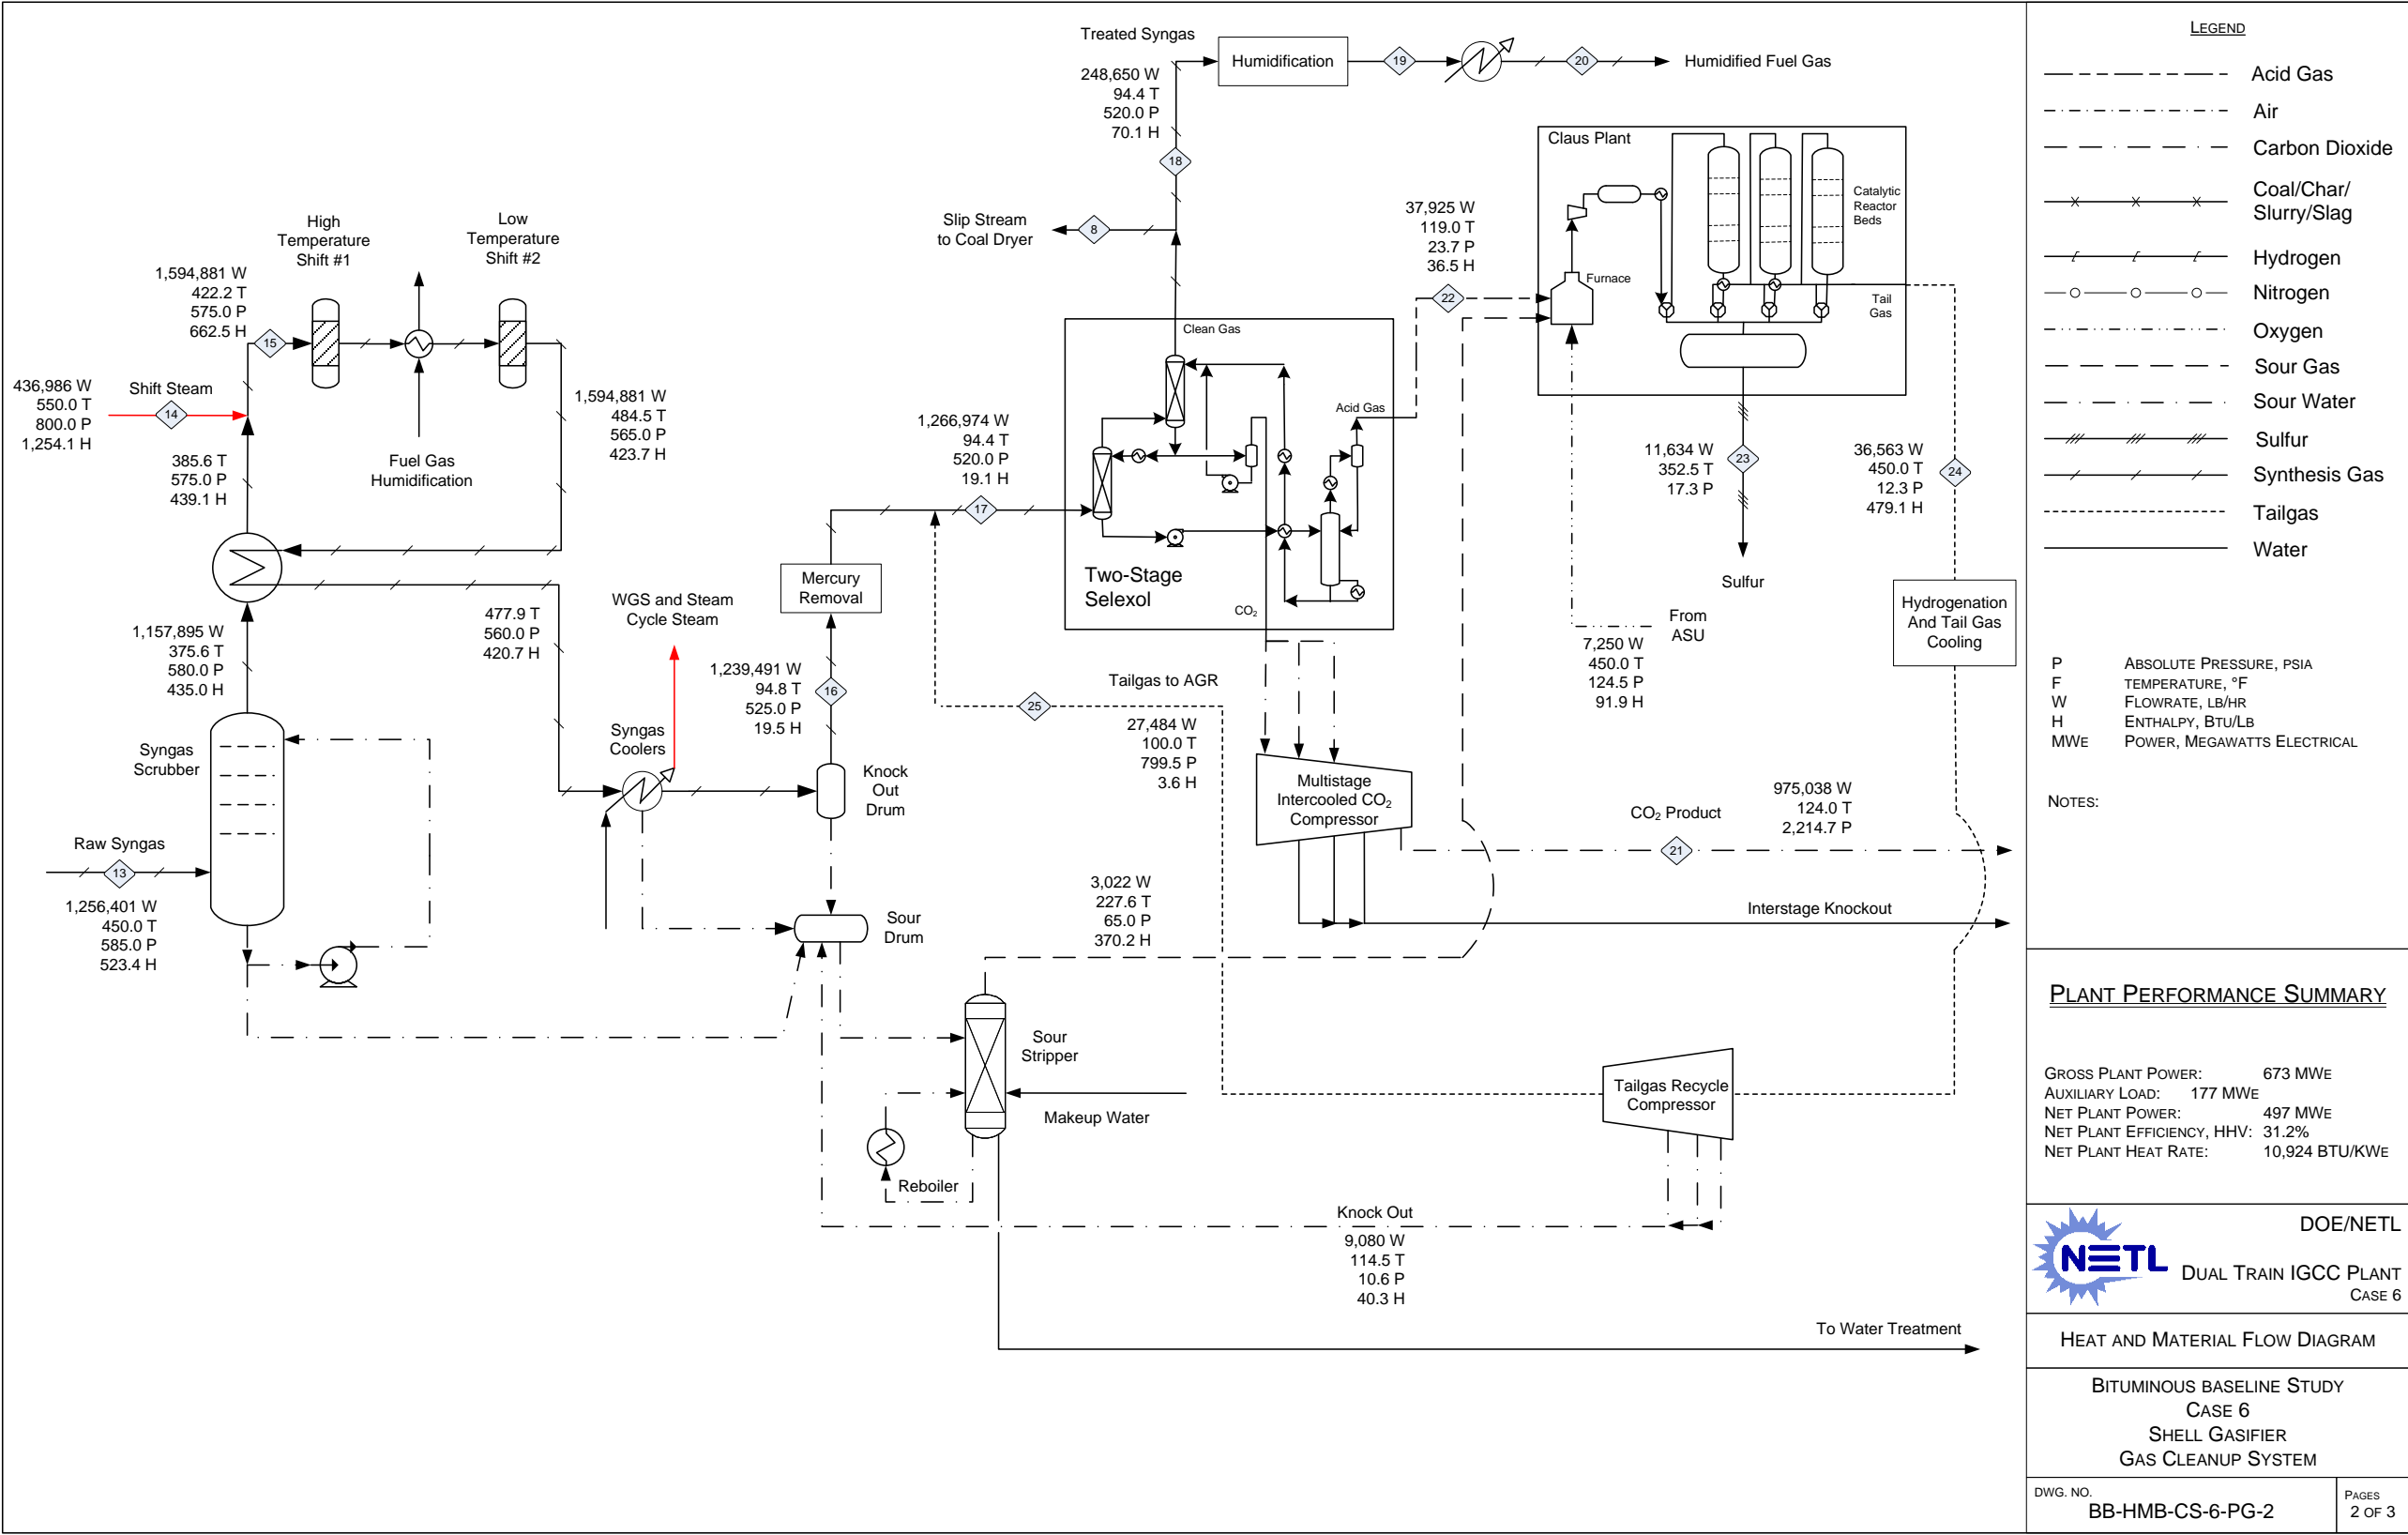 Treated Syngas
248,650 W
94.4 T
520.0 P
70.1 H
Humidification
19
20
Humidified Fuel Gas
18
Slip Stream
to Coal Dryer
8
High
Temperature
Shift #1
Low
Temperature
Shift #2
1,594,881 W
422.2 T
575.0 P
662.5 H
15
436,986 W
550.0 T
800.0 P
1,254.1 H
Shift Steam
14
385.6 T
575.0 P
439.1 H
Fuel Gas
Humidification
1,594,881 W
484.5 T
565.0 P
423.7 H
1,157,895 W
375.6 T
580.0 P
435.0 H
477.9 T
560.0 P
420.7 H
Syngas
Scrubber
Raw Syngas
13
1,256,401 W
450.0 T
585.0 P
523.4 H
WGS and Steam
Cycle Steam
Syngas
Coolers
1,239,491 W
94.8 T
525.0 P
19.5 H
16
Mercury
Removal
Knock
Out
Drum
Sour
Drum
1,266,974 W
94.4 T
520.0 P
19.1 H
17
Clean Gas
Acid Gas
Two-Stage
Selexol
CO₂
Tailgas to AGR
25
27,484 W
100.0 T
799.5 P
3.6 H
37,925 W
119.0 T
23.7 P
36.5 H
22
Claus Plant
Furnace
Catalytic
Reactor
Beds
Tail
Gas
11,634 W
352.5 T
17.3 P
23
Sulfur
36,563 W
450.0 T
12.3 P
479.1 H
24
From
ASU
7,250 W
450.0 T
124.5 P
91.9 H
Hydrogenation
And Tail Gas
Cooling
Multistage
Intercooled CO₂
Compressor
CO₂ Product
975,038 W
124.0 T
2,214.7 P
21
Interstage Knockout
3,022 W
227.6 T
65.0 P
370.2 H
Sour
Stripper
Makeup Water
Reboiler
Tailgas Recycle
Compressor
Knock Out
9,080 W
114.5 T
10.6 P
40.3 H
To Water Treatment
LEGEND
Acid Gas
Air
Carbon Dioxide
Coal/Char/
Slurry/Slag
Hydrogen
Nitrogen
Oxygen
Sour Gas
Sour Water
Sulfur
Synthesis Gas
Tailgas
Water
P ABSOLUTE PRESSURE, PSIA
F TEMPERATURE, °F
W FLOWRATE, LB/HR
H ENTHALPY, BTU/LB
MWE POWER, MEGAWATTS ELECTRICAL
NOTES:
PLANT PERFORMANCE SUMMARY
GROSS PLANT POWER: 673 MWE
AUXILIARY LOAD: 177 MWE
NET PLANT POWER: 497 MWE
NET PLANT EFFICIENCY, HHV: 31.2%
NET PLANT HEAT RATE: 10,924 BTU/KWE
NETL
DOE/NETL
DUAL TRAIN IGCC PLANT
CASE 6
HEAT AND MATERIAL FLOW DIAGRAM
BITUMINOUS BASELINE STUDY
CASE 6
SHELL GASIFIER
GAS CLEANUP SYSTEM
DWG. NO.
BB-HMB-CS-6-PG-2
PAGES
2 OF 3